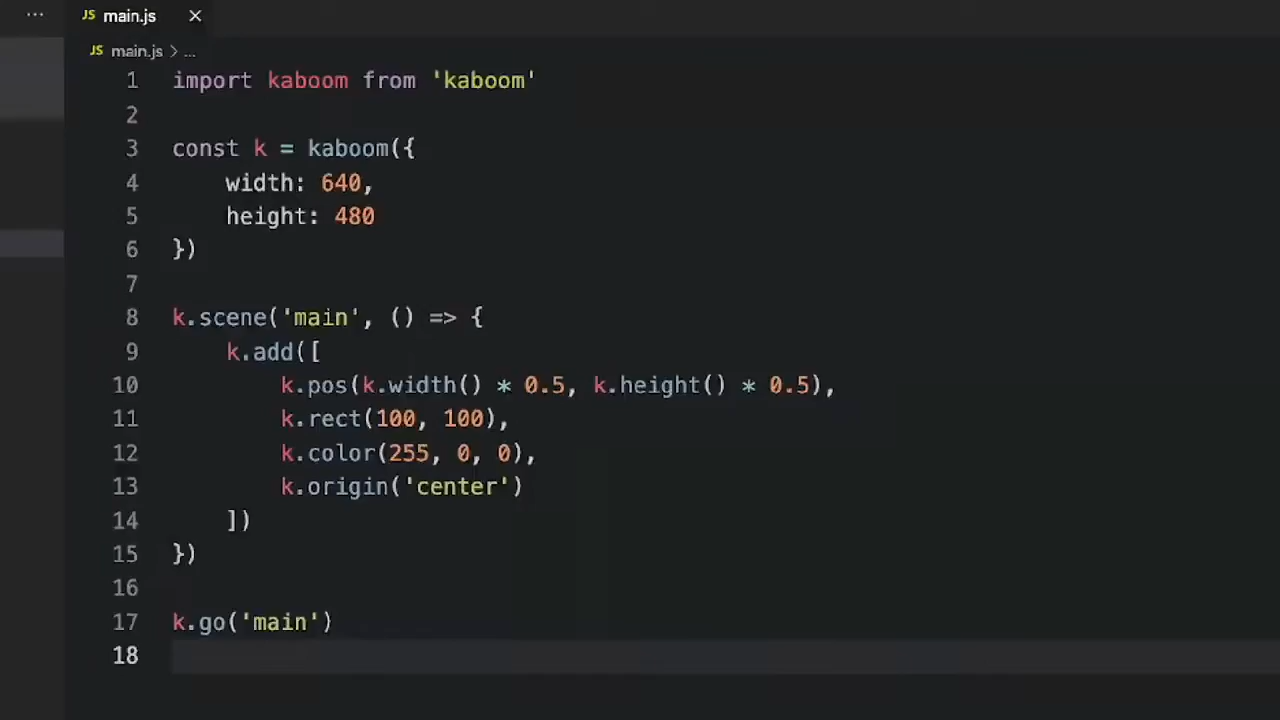 ... JS main.js ×
JS main.js > ...
1 import kaboom from 'kaboom'
2
3 const k = kaboom({
4     width: 640,
5     height: 480
6 })
7
8 k.scene('main', () => {
9     k.add([
10         k.pos(k.width() * 0.5, k.height() * 0.5),
11         k.rect(100, 100),
12         k.color(255, 0, 0),
13         k.origin('center')
14     ])
15 })
16
17 k.go('main')
18